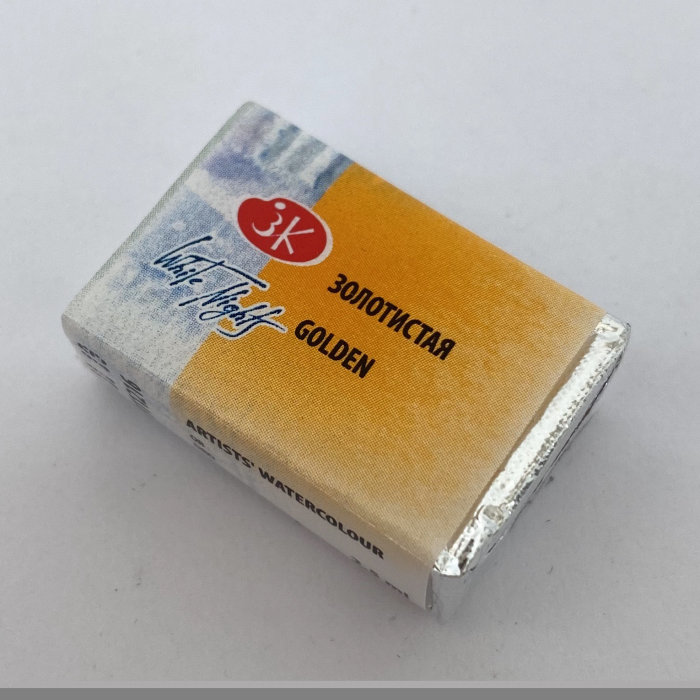 ЗК
White Nights
ЗОЛОТИСТАЯ
GOLDEN
ARTISTS' WATERCOLOUR